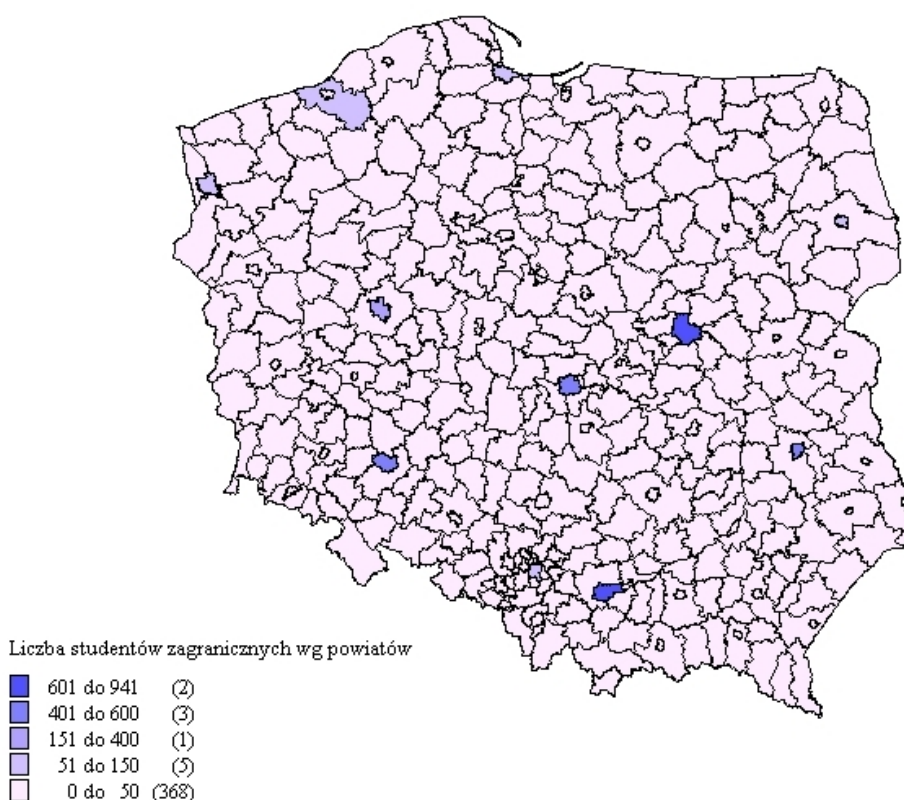 Liczba studentów zagranicznych wg powiatów
601 do 941 (2)
401 do 600 (3)
151 do 400 (1)
51 do 150 (5)
0 do 50 (368)